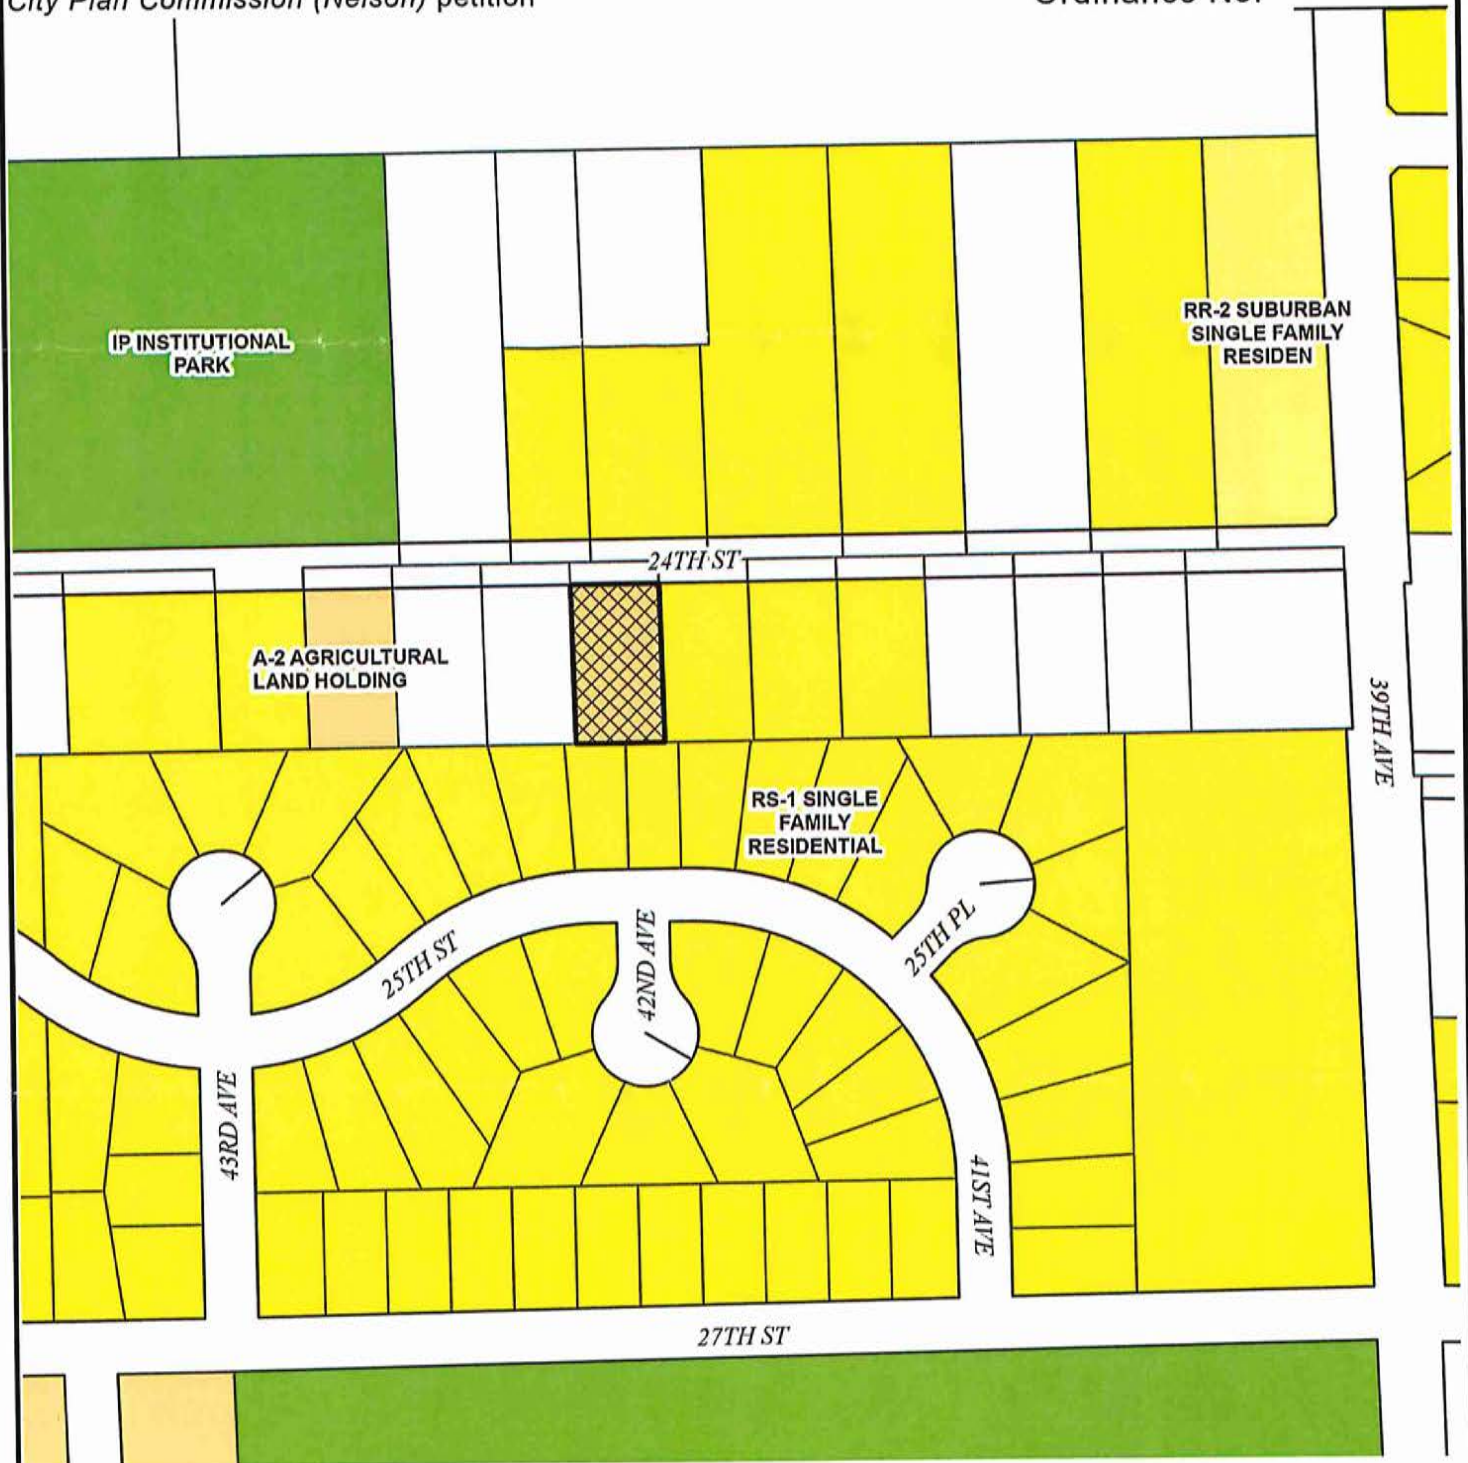 City Plan Commission (Nelson) petition
Ordinance No.
IP INSTITUTIONAL
PARK
RR-2 SUBURBAN
SINGLE FAMILY
RESIDEN
24TH ST
A-2 AGRICULTURAL
LAND HOLDING
39TH AVE
RS-1 SINGLE
FAMILY
RESIDENTIAL
25TH PL
25TH ST
42ND AVE
43RD AVE
41ST AVE
27TH ST